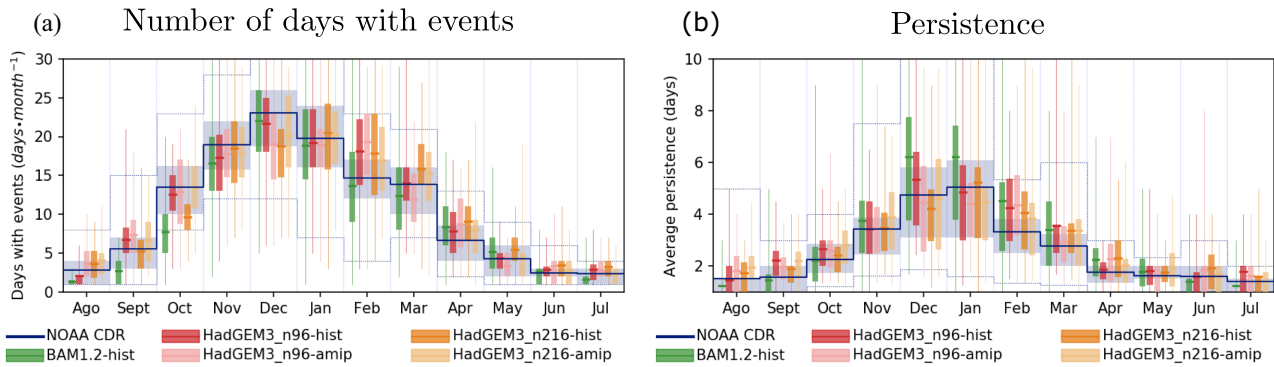 (a) Number of days with events
Days with events (days•month⁻¹)
30
25
20
15
10
5
0
Ago Sept Oct Nov Dec Jan Feb Mar Apr May Jun Jul
NOAA CDR
BAM1.2-hist
HadGEM3_n96-hist
HadGEM3_n96-amip
HadGEM3_n216-hist
HadGEM3_n216-amip
(b) Persistence
Average persistence (days)
10
8
6
4
2
Ago Sept Oct Nov Dec Jan Feb Mar Apr May Jun Jul
NOAA CDR
BAM1.2-hist
HadGEM3_n96-hist
HadGEM3_n96-amip
HadGEM3_n216-hist
HadGEM3_n216-amip